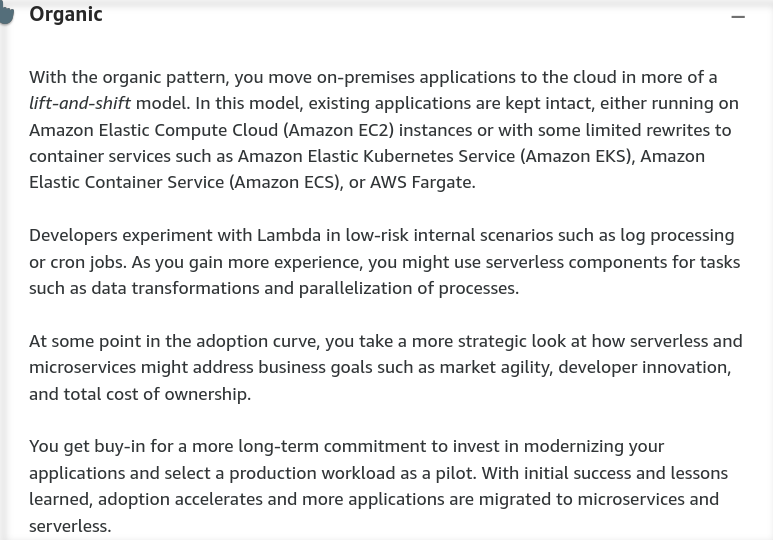 Organic
With the organic pattern, you move on-premises applications to the cloud in more of a
lift-and-shift model. In this model, existing applications are kept intact, either running on
Amazon Elastic Compute Cloud (Amazon EC2) instances or with some limited rewrites to
container services such as Amazon Elastic Kubernetes Service (Amazon EKS), Amazon
Elastic Container Service (Amazon ECS), or AWS Fargate.
Developers experiment with Lambda in low-risk internal scenarios such as log processing
or cron jobs. As you gain more experience, you might use serverless components for tasks
such as data transformations and parallelization of processes.
At some point in the adoption curve, you take a more strategic look at how serverless and
microservices might address business goals such as market agility, developer innovation,
and total cost of ownership.
You get buy-in for a more long-term commitment to invest in modernizing your
applications and select a production workload as a pilot. With initial success and lessons
learned, adoption accelerates and more applications are migrated to microservices and
serverless.